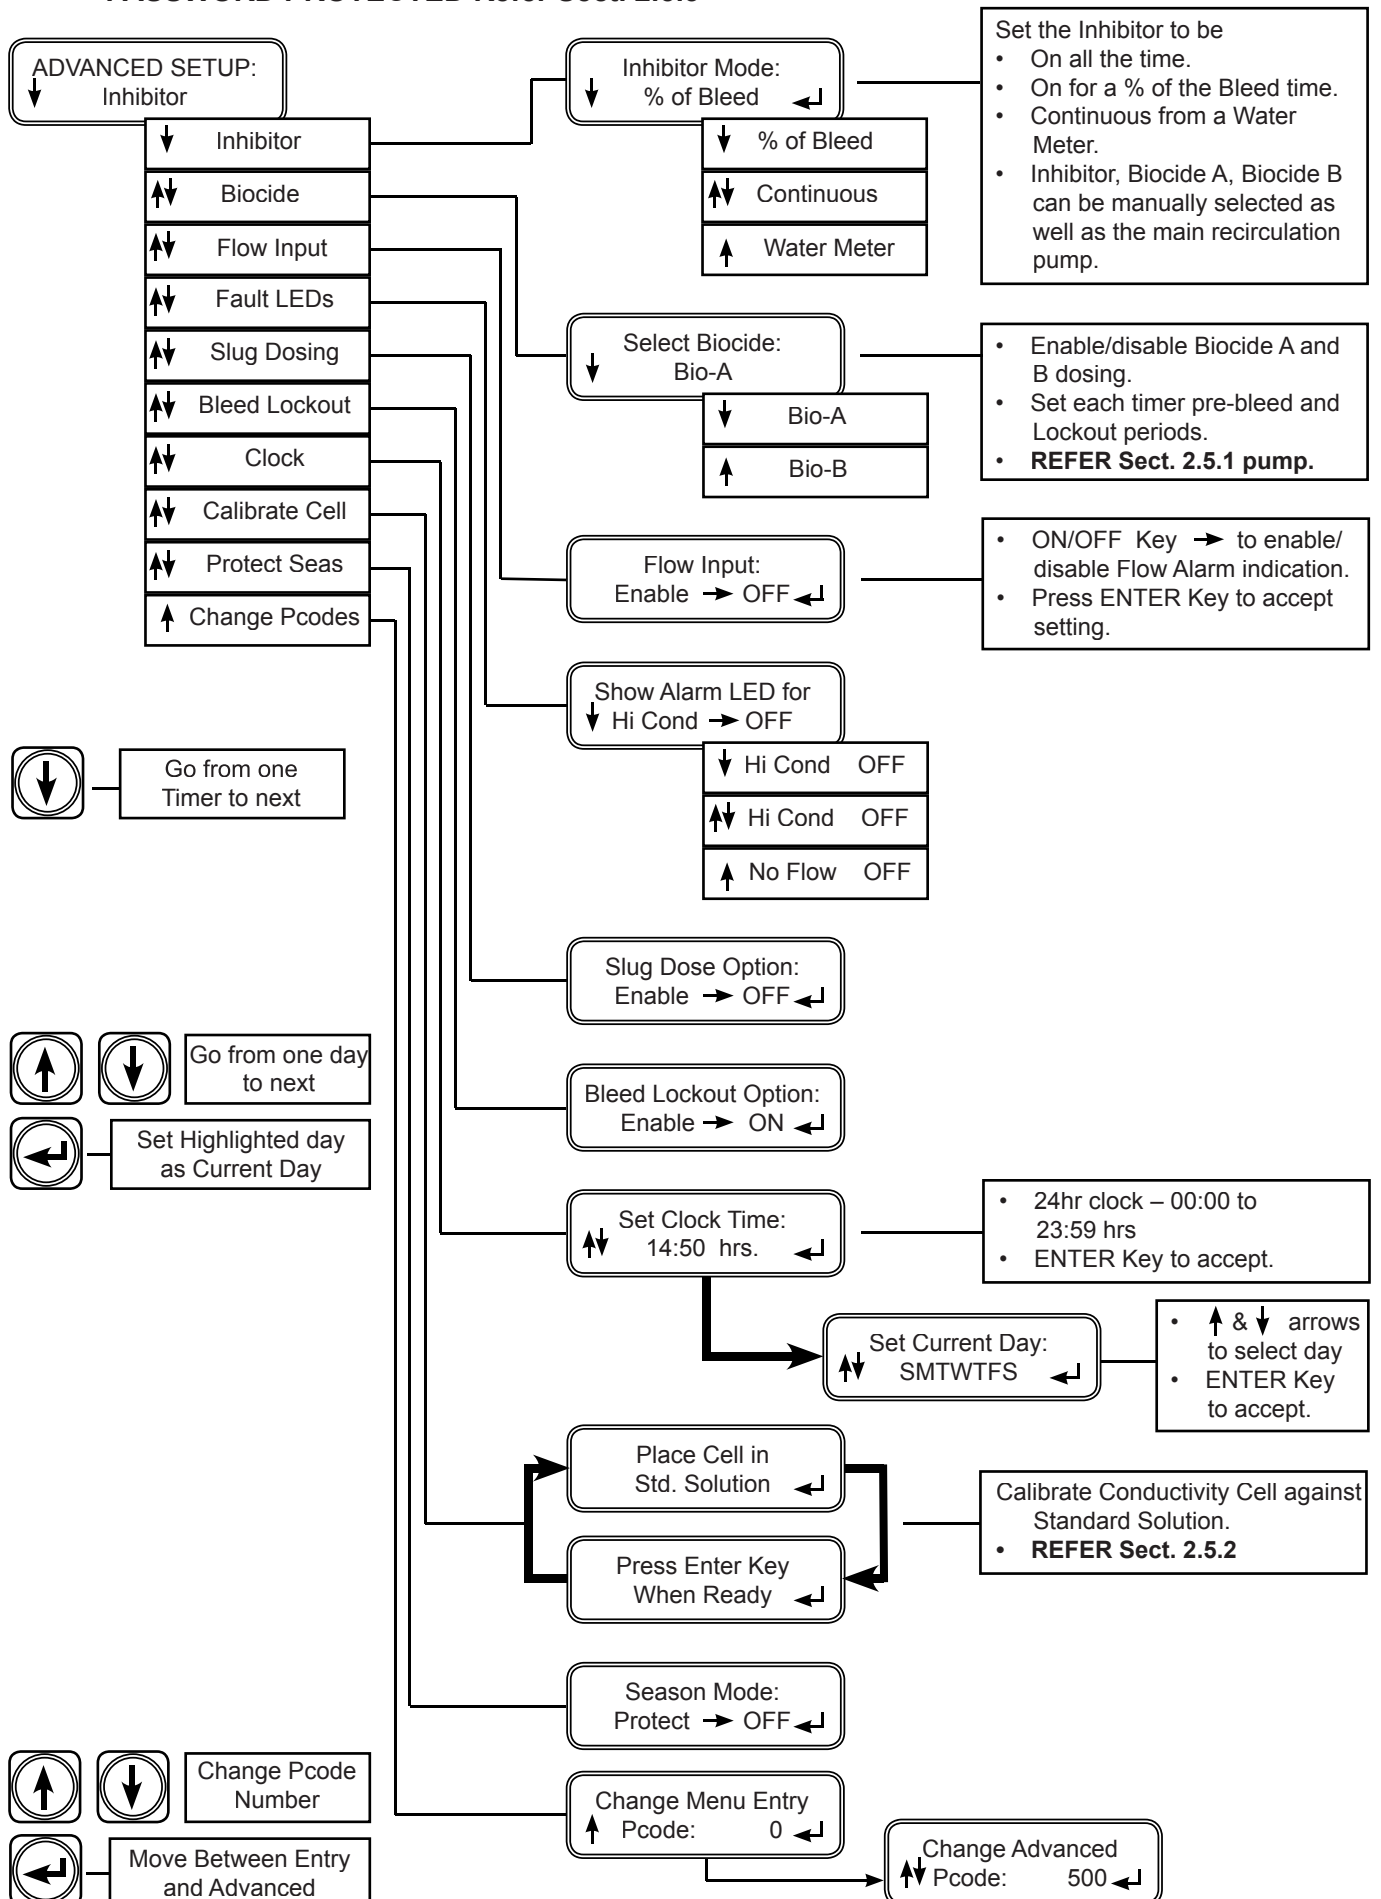 ADVANCED SETUP:
Inhibitor
Inhibitor
Biocide
Flow Input
Fault LEDs
Slug Dosing
Bleed Lockout
Clock
Calibrate Cell
Protect Seas
Change Pcodes
Inhibitor Mode:
% of Bleed
% of Bleed
Continuous
Water Meter
Set the Inhibitor to be
• On all the time.
• On for a % of the Bleed time.
• Continuous from a Water
Meter.
• Inhibitor, Biocide A, Biocide B
can be manually selected as
well as the main recirculation
pump.
Select Biocide:
Bio-A
Bio-A
Bio-B
• Enable/disable Biocide A and
B dosing.
• Set each timer pre-bleed and
Lockout periods.
• REFER Sect. 2.5.1 pump.
Flow Input:
Enable → OFF
• ON/OFF Key → to enable/
disable Flow Alarm indication.
• Press ENTER Key to accept
setting.
Show Alarm LED for
Hi Cond → OFF
Hi Cond OFF
Hi Cond OFF
No Flow OFF
Go from one
Timer to next
Slug Dose Option:
Enable → OFF
Go from one day
to next
Set Highlighted day
as Current Day
Bleed Lockout Option:
Enable → ON
Set Clock Time:
14:50 hrs.
• 24hr clock – 00:00 to
23:59 hrs
• ENTER Key to accept.
Set Current Day:
SMTWTFS
• ↑ & ↓ arrows
to select day
• ENTER Key
to accept.
Place Cell in
Std. Solution
Press Enter Key
When Ready
Calibrate Conductivity Cell against
Standard Solution.
• REFER Sect. 2.5.2
Season Mode:
Protect → OFF
Change Pcode
Number
Move Between Entry
and Advanced
Change Menu Entry
Pcode: 0
Change Advanced
Pcode: 500